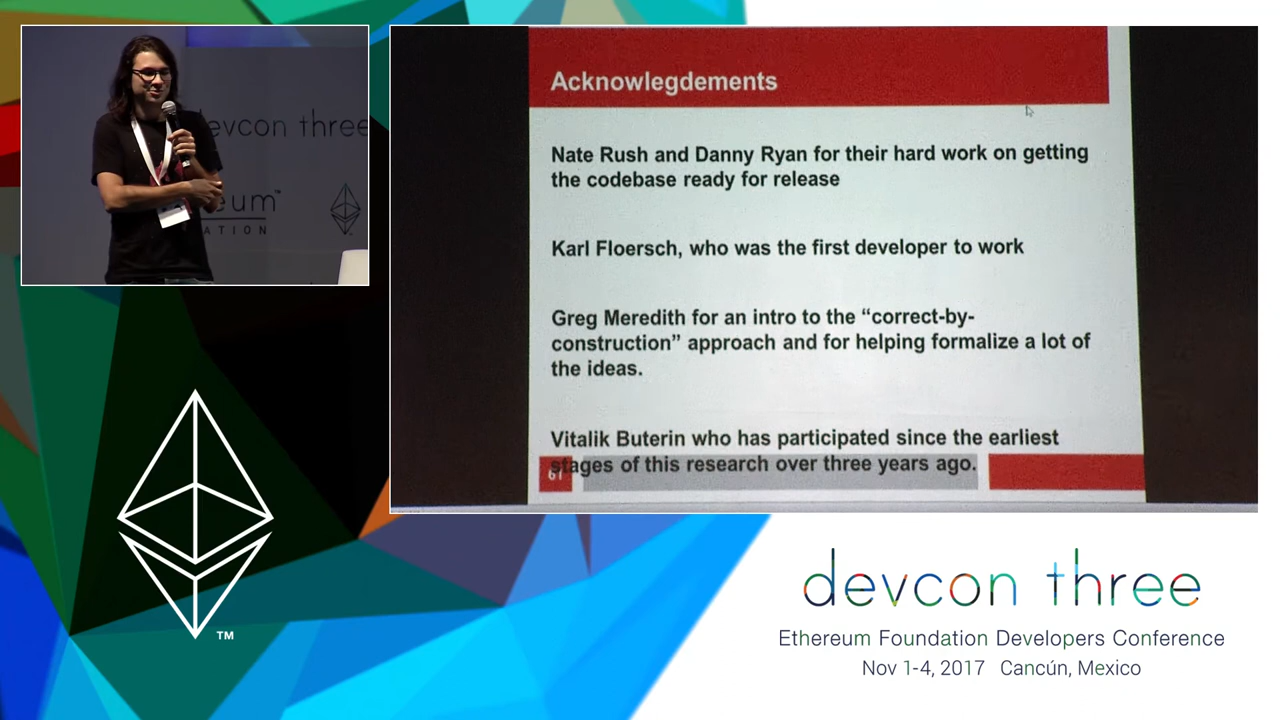 devcon three
eum™
ATION
Acknowlegdements
Nate Rush and Danny Ryan for their hard work on getting
the codebase ready for release
Karl Floersch, who was the first developer to work
Greg Meredith for an intro to the “correct-by-
construction” approach and for helping formalize a lot of
the ideas.
Vitalik Buterin who has participated since the earliest
stages of this research over three years ago.
61
TM
devcon three
Ethereum Foundation Developers Conference
Nov 1-4, 2017 Cancún, Mexico